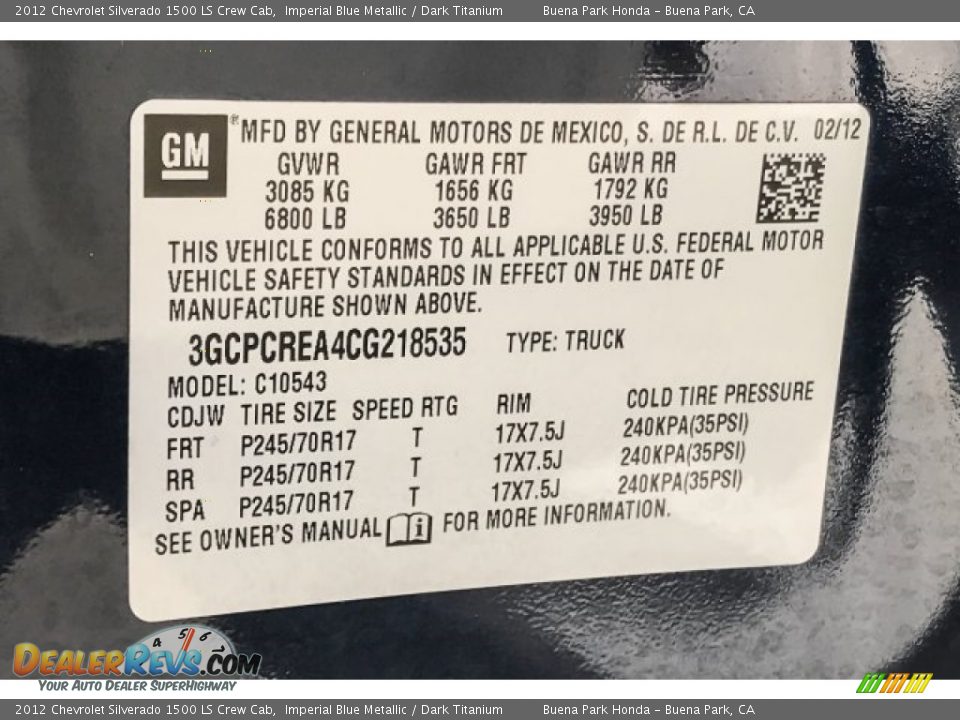 2012 Chevrolet Silverado 1500 LS Crew Cab, Imperial Blue Metallic / Dark Titanium Buena Park Honda - Buena Park, CA
GM ® MFD BY GENERAL MOTORS DE MEXICO, S. DE R.L. DE C.V. 02/12
GVWR GAWR FRT GAWR RR
3085 KG 1656 KG 1792 KG
6800 LB 3650 LB 3950 LB
THIS VEHICLE CONFORMS TO ALL APPLICABLE U.S. FEDERAL MOTOR
VEHICLE SAFETY STANDARDS IN EFFECT ON THE DATE OF
MANUFACTURE SHOWN ABOVE.
3GCPCREA4CG218535 TYPE: TRUCK
MODEL: C10543
CDJW TIRE SIZE SPEED RTG RIM COLD TIRE PRESSURE
FRT P245/70R17 T 17X7.5J 240KPA(35PSI)
RR P245/70R17 T 17X7.5J 240KPA(35PSI)
SPA P245/70R17 T 17X7.5J 240KPA(35PSI)
SEE OWNER'S MANUAL i FOR MORE INFORMATION.
4 5 6
DEALERREVS.COM
YOUR AUTO DEALER SUPERHIGHWAY
2012 Chevrolet Silverado 1500 LS Crew Cab, Imperial Blue Metallic / Dark Titanium Buena Park Honda - Buena Park, CA